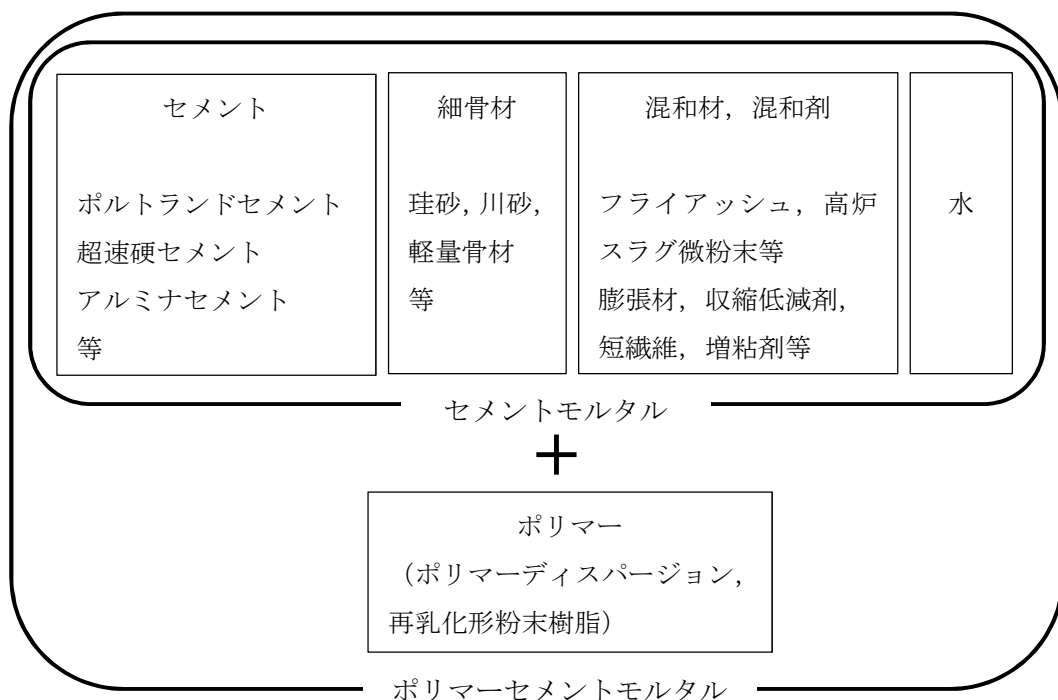 セメント
ポルトランドセメント
超速硬セメント
アルミナセメント
等
細骨材
珪砂，川砂，
軽量骨材
等
混和材，混和剤
フライアッシュ，高炉
スラグ微粉末等
膨張材，収縮低減剤，
短繊維，増粘剤等
水
セメントモルタル
＋
ポリマー
（ポリマーディスパージョン，
再乳化形粉末樹脂）
ポリマーセメントモルタル